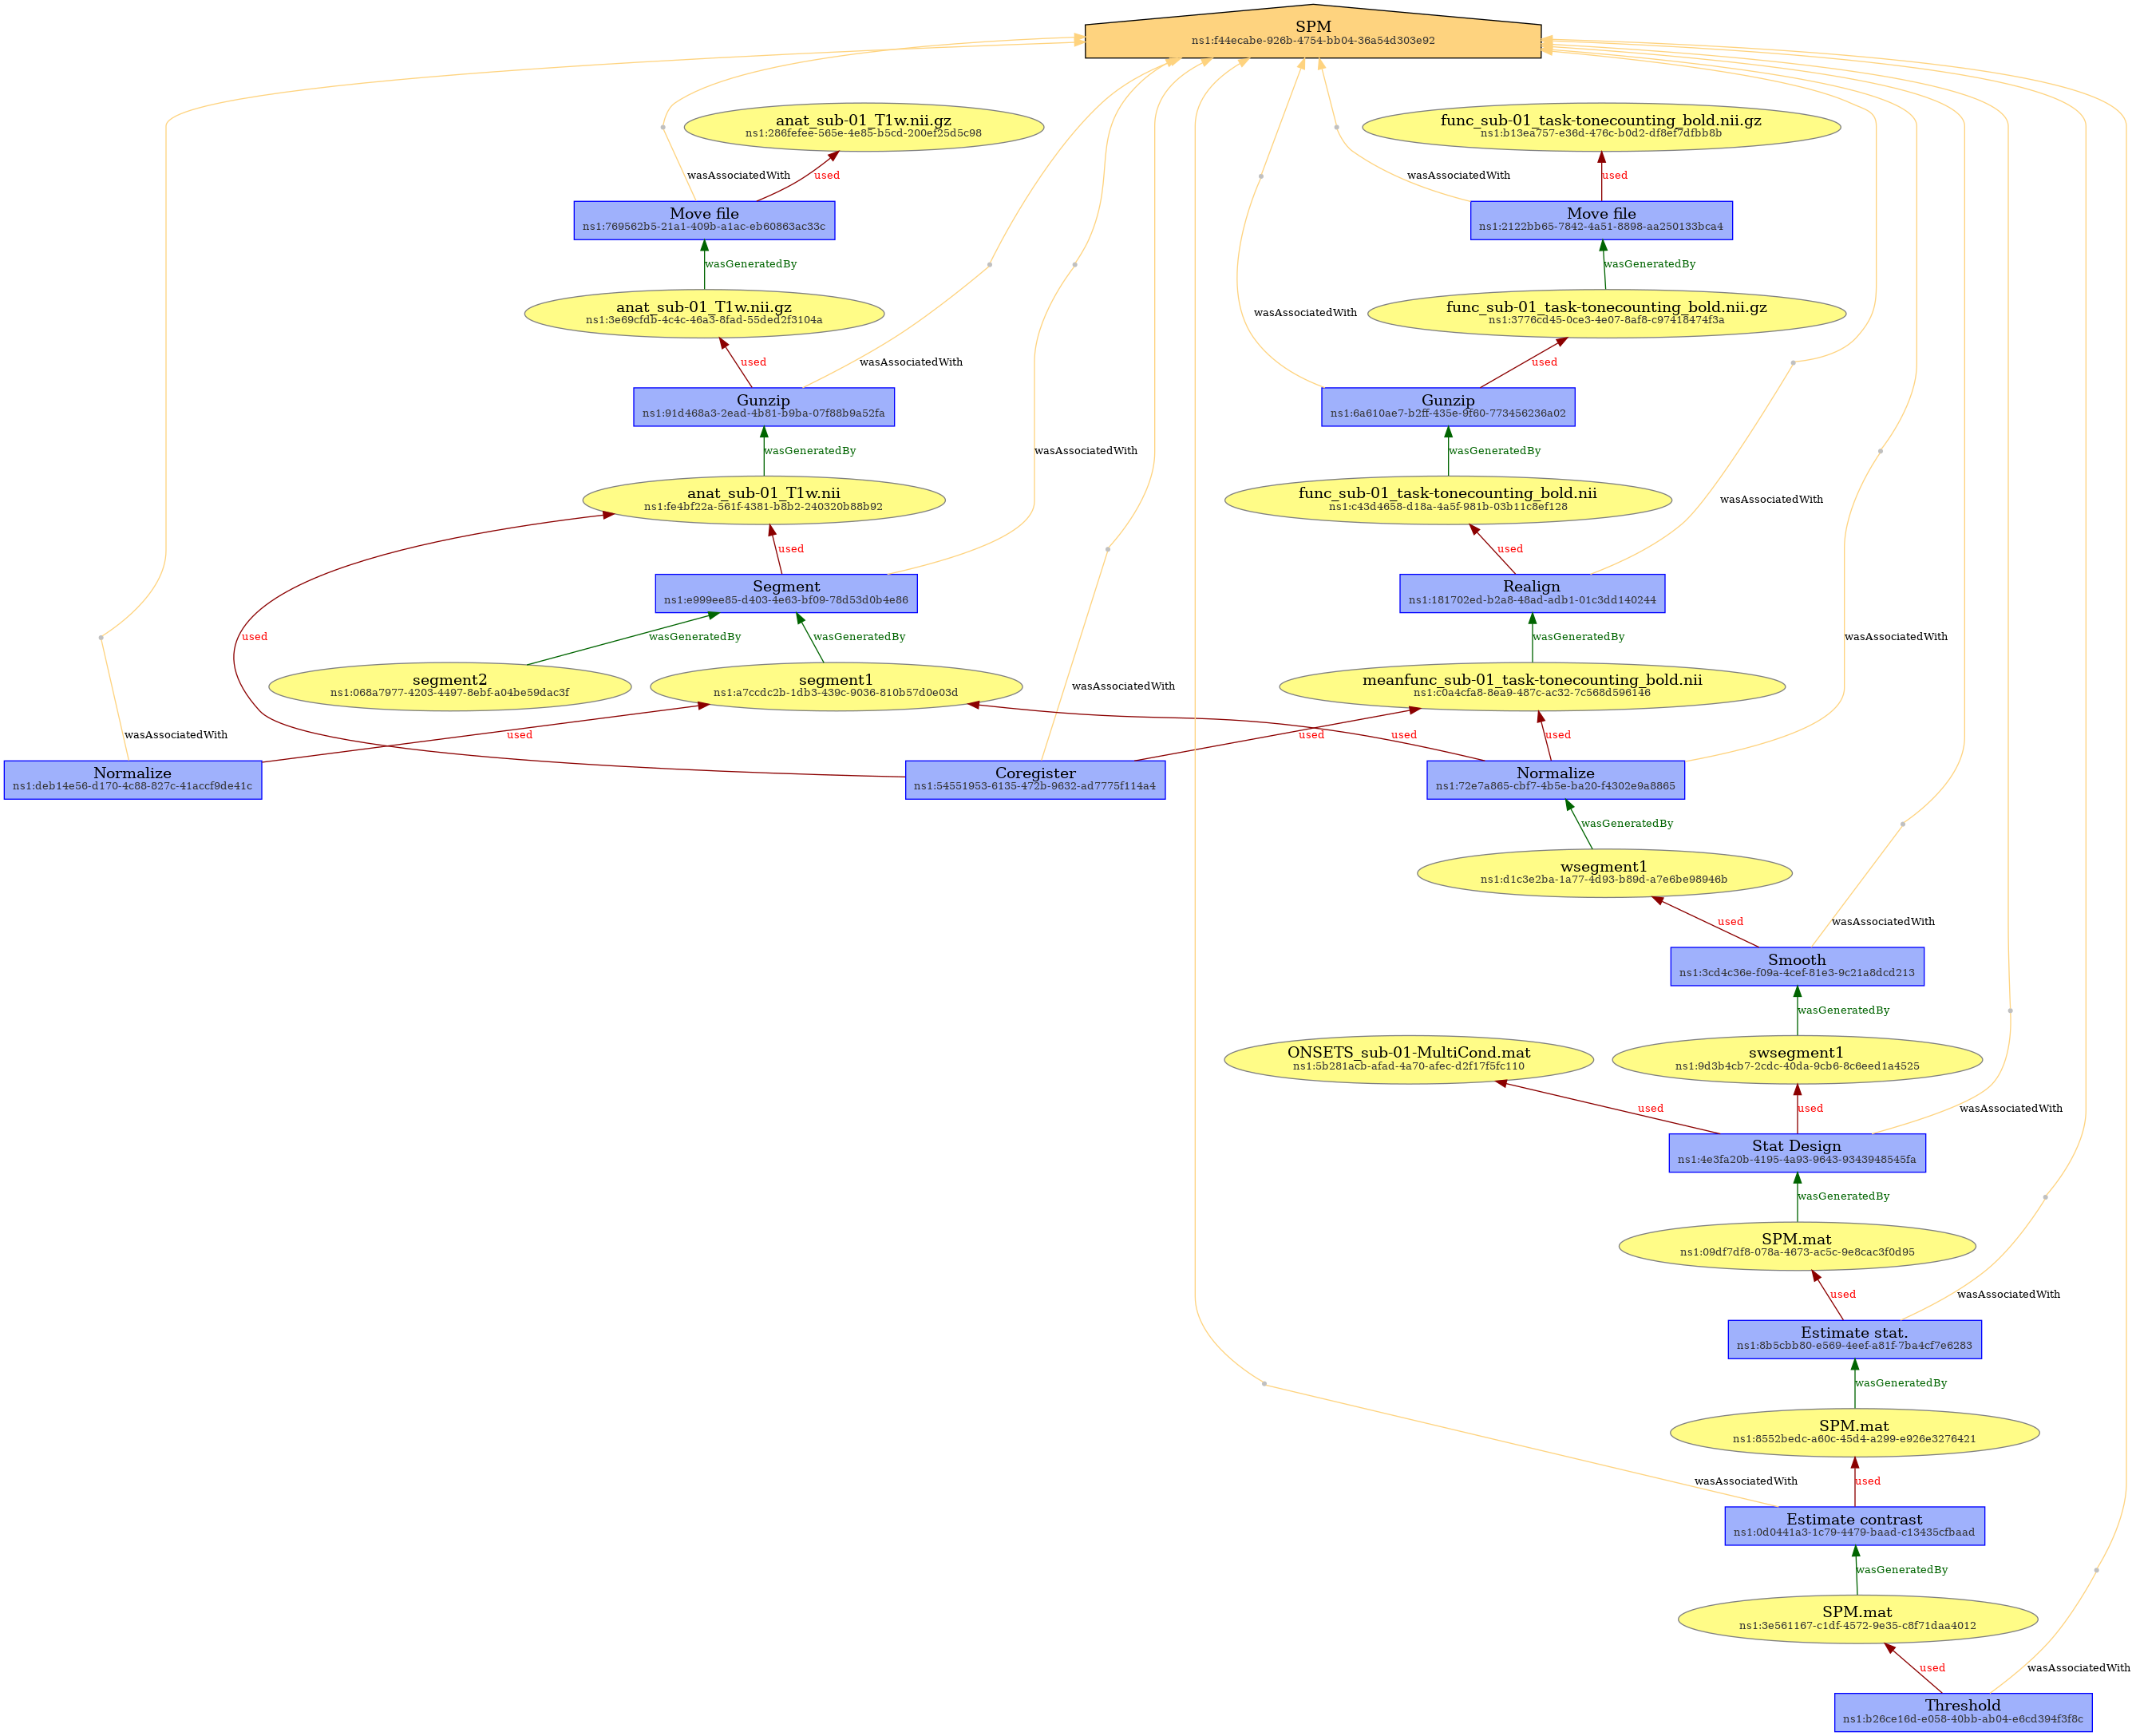 SPM
ns1:f44ecabe-926b-4754-bb04-36a54d303e92
anat_sub-01_T1w.nii.gz
ns1:286fefee-565e-4e85-b5cd-200ef25d5c98
func_sub-01_task-tonecounting_bold.nii.gz
ns1:b13ea757-e36d-476c-b0d2-df8ef7dfbb8b
wasAssociatedWith
used
wasAssociatedWith
used
Move file
ns1:769562b5-21a1-409b-a1ac-eb60863ac33c
Move file
ns1:2122bb65-7842-4a51-8898-aa250133bca4
wasGeneratedBy
wasGeneratedBy
anat_sub-01_T1w.nii.gz
ns1:3e69cfdb-4c4c-46a3-8fad-55ded2f3104a
func_sub-01_task-tonecounting_bold.nii.gz
ns1:3776cd45-0ce3-4e07-8af8-c97418474f3a
wasAssociatedWith
used
wasAssociatedWith
used
Gunzip
ns1:91d468a3-2ead-4b81-b9ba-07f88b9a52fa
Gunzip
ns1:6a610ae7-b2ff-435e-9f60-773456236a02
wasGeneratedBy
wasAssociatedWith
wasGeneratedBy
anat_sub-01_T1w.nii
ns1:fe4bf22a-561f-4381-b8b2-240320b88b92
func_sub-01_task-tonecounting_bold.nii
ns1:c43d4658-d18a-4a5f-981b-03b11c8ef128
wasAssociatedWith
used
used
Segment
ns1:e999ee85-d403-4e63-bf09-78d53d0b4e86
Realign
ns1:181702ed-b2a8-48ad-adb1-01c3dd140244
used
wasGeneratedBy
wasGeneratedBy
wasGeneratedBy
wasAssociatedWith
segment2
ns1:068a7977-4203-4497-8ebf-a04be59dac3f
segment1
ns1:a7ccdc2b-1db3-439c-9036-810b57d0e03d
wasAssociatedWith
meanfunc_sub-01_task-tonecounting_bold.nii
ns1:c0a4cfa8-8ea9-487c-ac32-7c568d596146
wasAssociatedWith
used
used
used
used
Normalize
ns1:deb14e56-d170-4c88-827c-41accf9de41c
Coregister
ns1:54551953-6135-472b-9632-ad7775f114a4
Normalize
ns1:72e7a865-cbf7-4b5e-ba20-f4302e9a8865
wasGeneratedBy
wsegment1
ns1:d1c3e2ba-1a77-4d93-b89d-a7e6be98946b
used
wasAssociatedWith
Smooth
ns1:3cd4c36e-f09a-4cef-81e3-9c21a8dcd213
wasGeneratedBy
ONSETS_sub-01-MultiCond.mat
ns1:5b281acb-afad-4a70-afec-d2f17f5fc110
swsegment1
ns1:9d3b4cb7-2cdc-40da-9cb6-8c6eed1a4525
used
used
wasAssociatedWith
Stat Design
ns1:4e3fa20b-4195-4a93-9643-9343948545fa
wasGeneratedBy
SPM.mat
ns1:09df7df8-078a-4673-ac5c-9e8cac3f0d95
used
wasAssociatedWith
Estimate stat.
ns1:8b5cbb80-e569-4eef-a81f-7ba4cf7e6283
wasGeneratedBy
SPM.mat
ns1:8552bedc-a60c-45d4-a299-e926e3276421
wasAssociatedWith
used
Estimate contrast
ns1:0d0441a3-1c79-4479-baad-c13435cfbaad
wasGeneratedBy
SPM.mat
ns1:3e561167-c1df-4572-9e35-c8f71daa4012
used
wasAssociatedWith
Threshold
ns1:b26ce16d-e058-40bb-ab04-e6cd394f3f8c